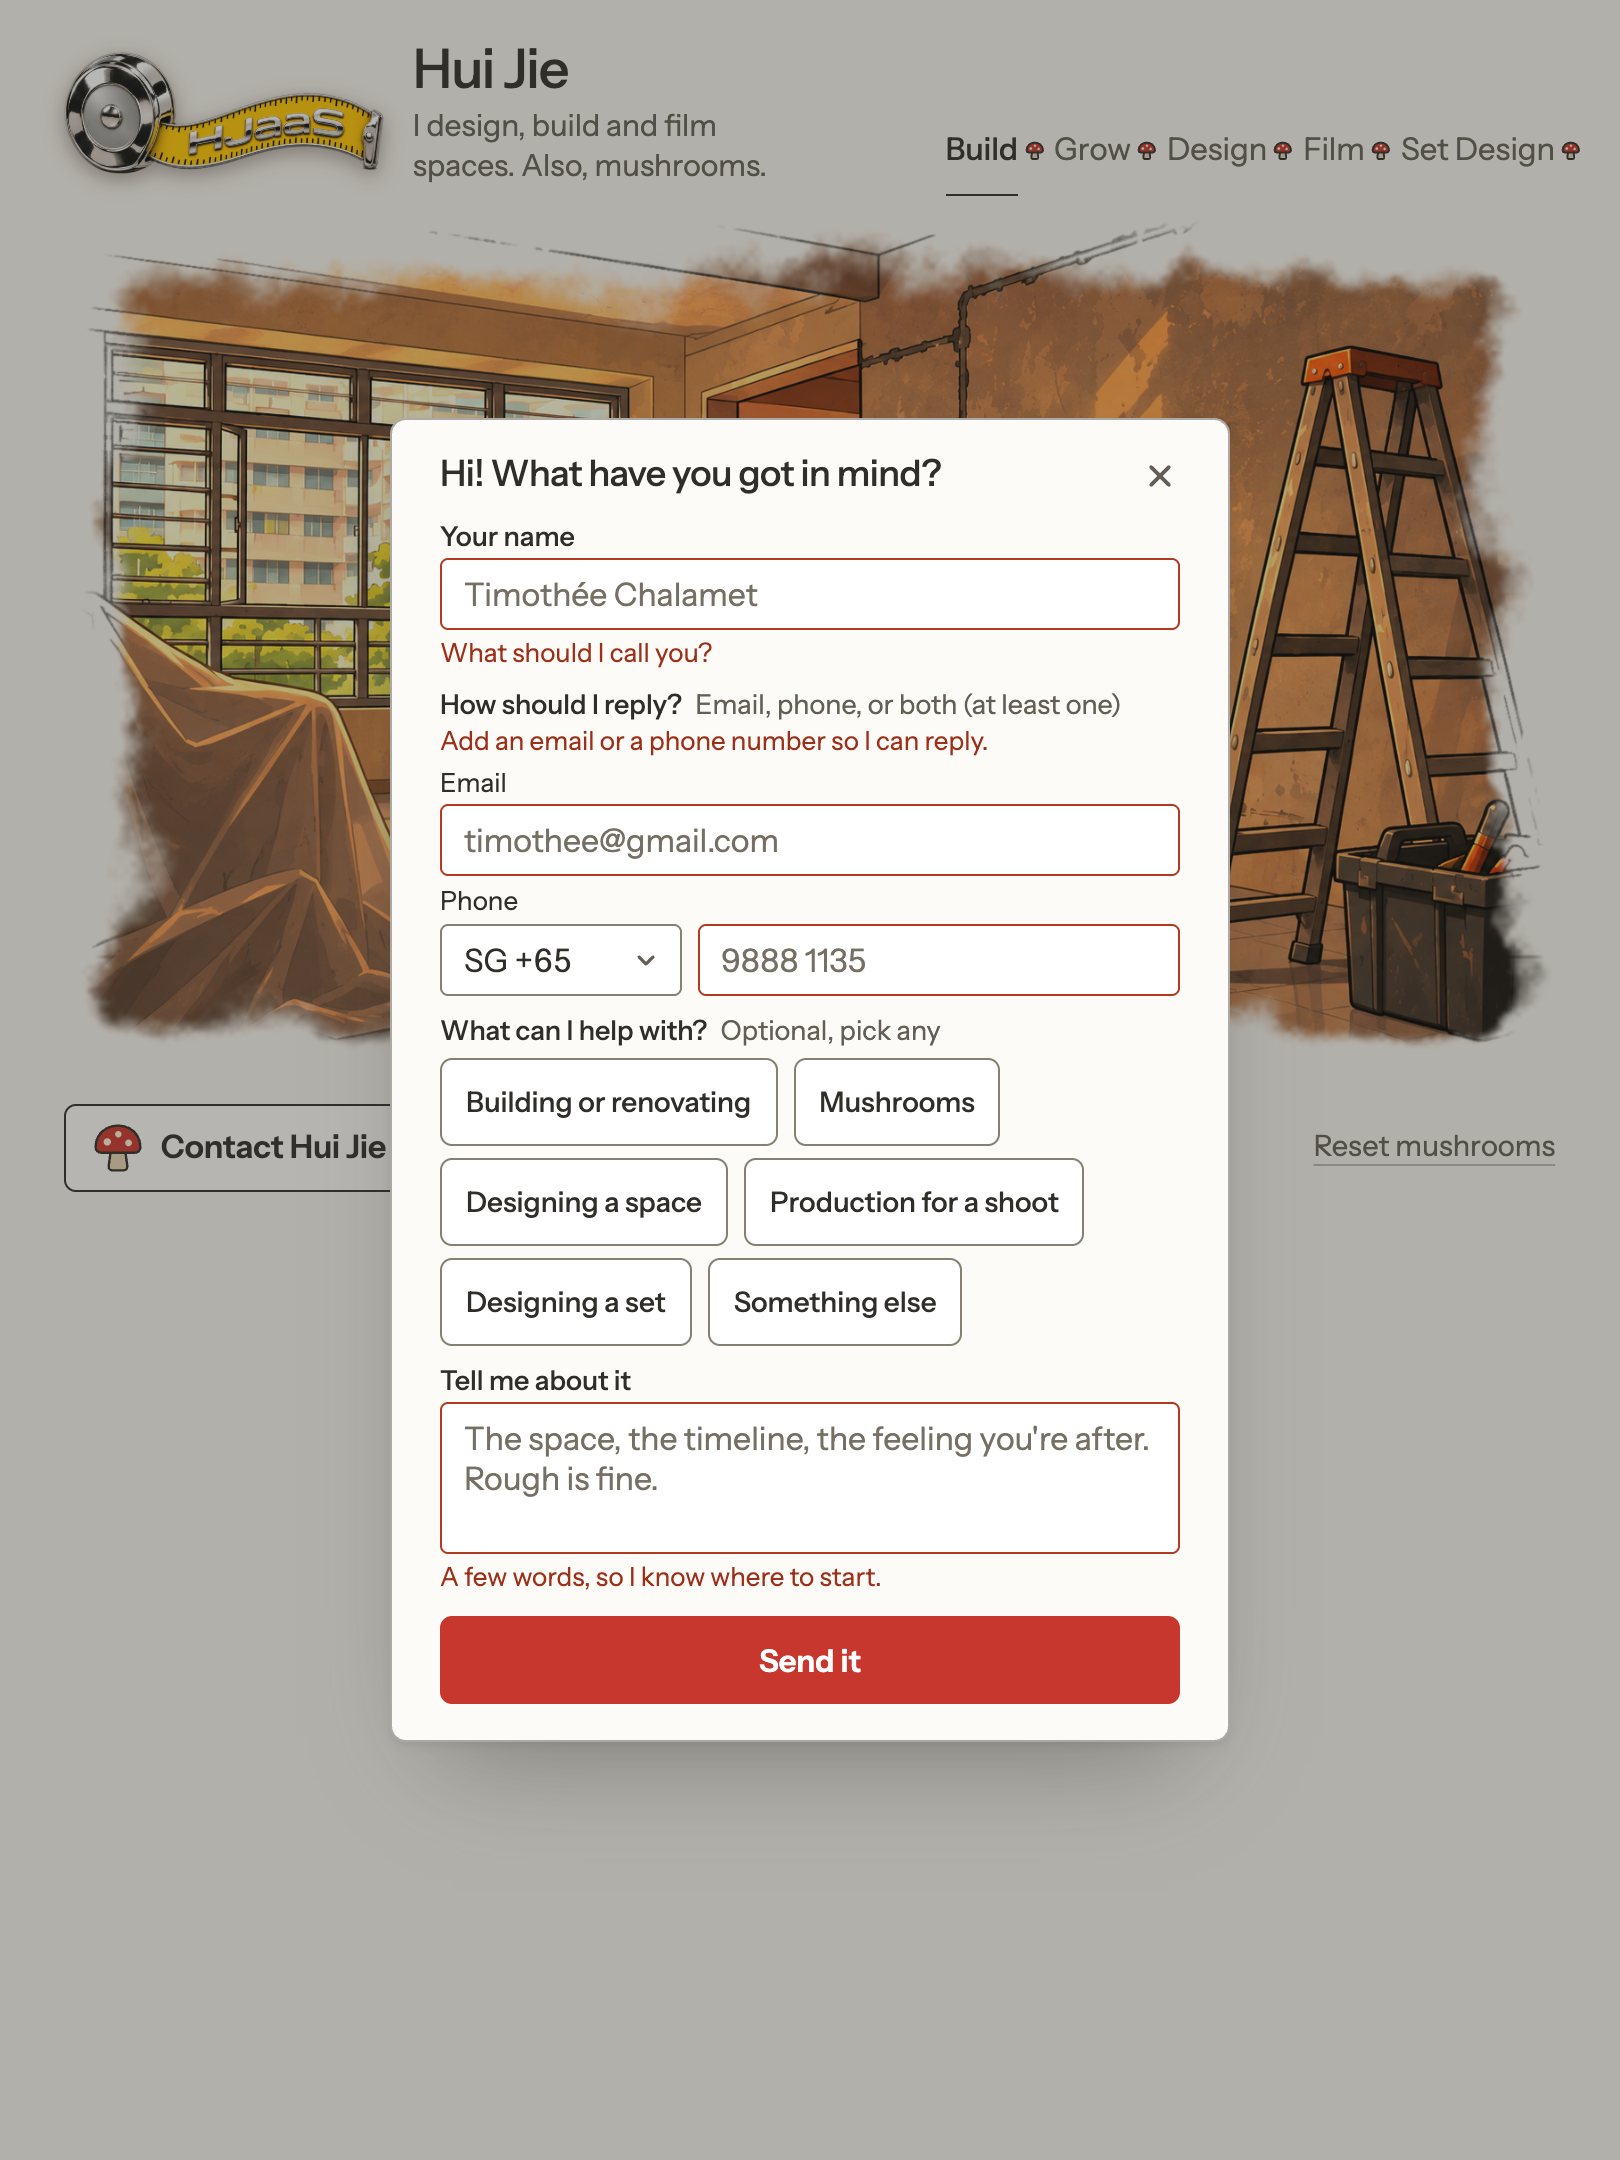 HJaaS
Hui Jie
I design, build and film
spaces. Also, mushrooms.
Build Grow Design Film Set Design
Hi! What have you got in mind?
Your name
Timothée Chalamet
What should I call you?
How should I reply? Email, phone, or both (at least one)
Add an email or a phone number so I can reply.
Email
timothee@gmail.com
Phone
SG +65
9888 1135
What can I help with? Optional, pick any
Building or renovating
Mushrooms
Designing a space
Production for a shoot
Designing a set
Something else
Tell me about it
The space, the timeline, the feeling you're after.
Rough is fine.
A few words, so I know where to start.
Send it
Contact Hui Jie
Reset mushrooms